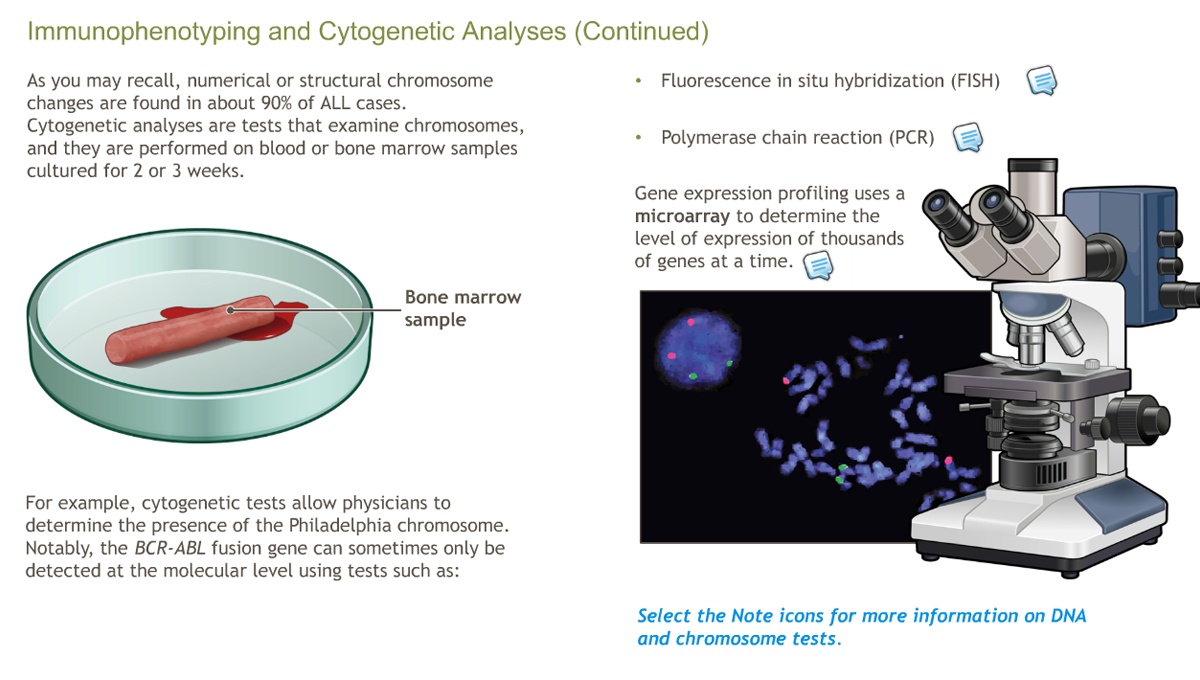 Immunophenotyping and Cytogenetic Analyses (Continued)
As you may recall, numerical or structural chromosome
changes are found in about 90% of ALL cases.
Cytogenetic analyses are tests that examine chromosomes,
and they are performed on blood or bone marrow samples
cultured for 2 or 3 weeks.
Bone marrow
sample
For example, cytogenetic tests allow physicians to
determine the presence of the Philadelphia chromosome.
Notably, the BCR-ABL fusion gene can sometimes only be
detected at the molecular level using tests such as:
• Fluorescence in situ hybridization (FISH)
• Polymerase chain reaction (PCR)
Gene expression profiling uses a
microarray to determine the
level of expression of thousands
of genes at a time.
Select the Note icons for more information on DNA
and chromosome tests.